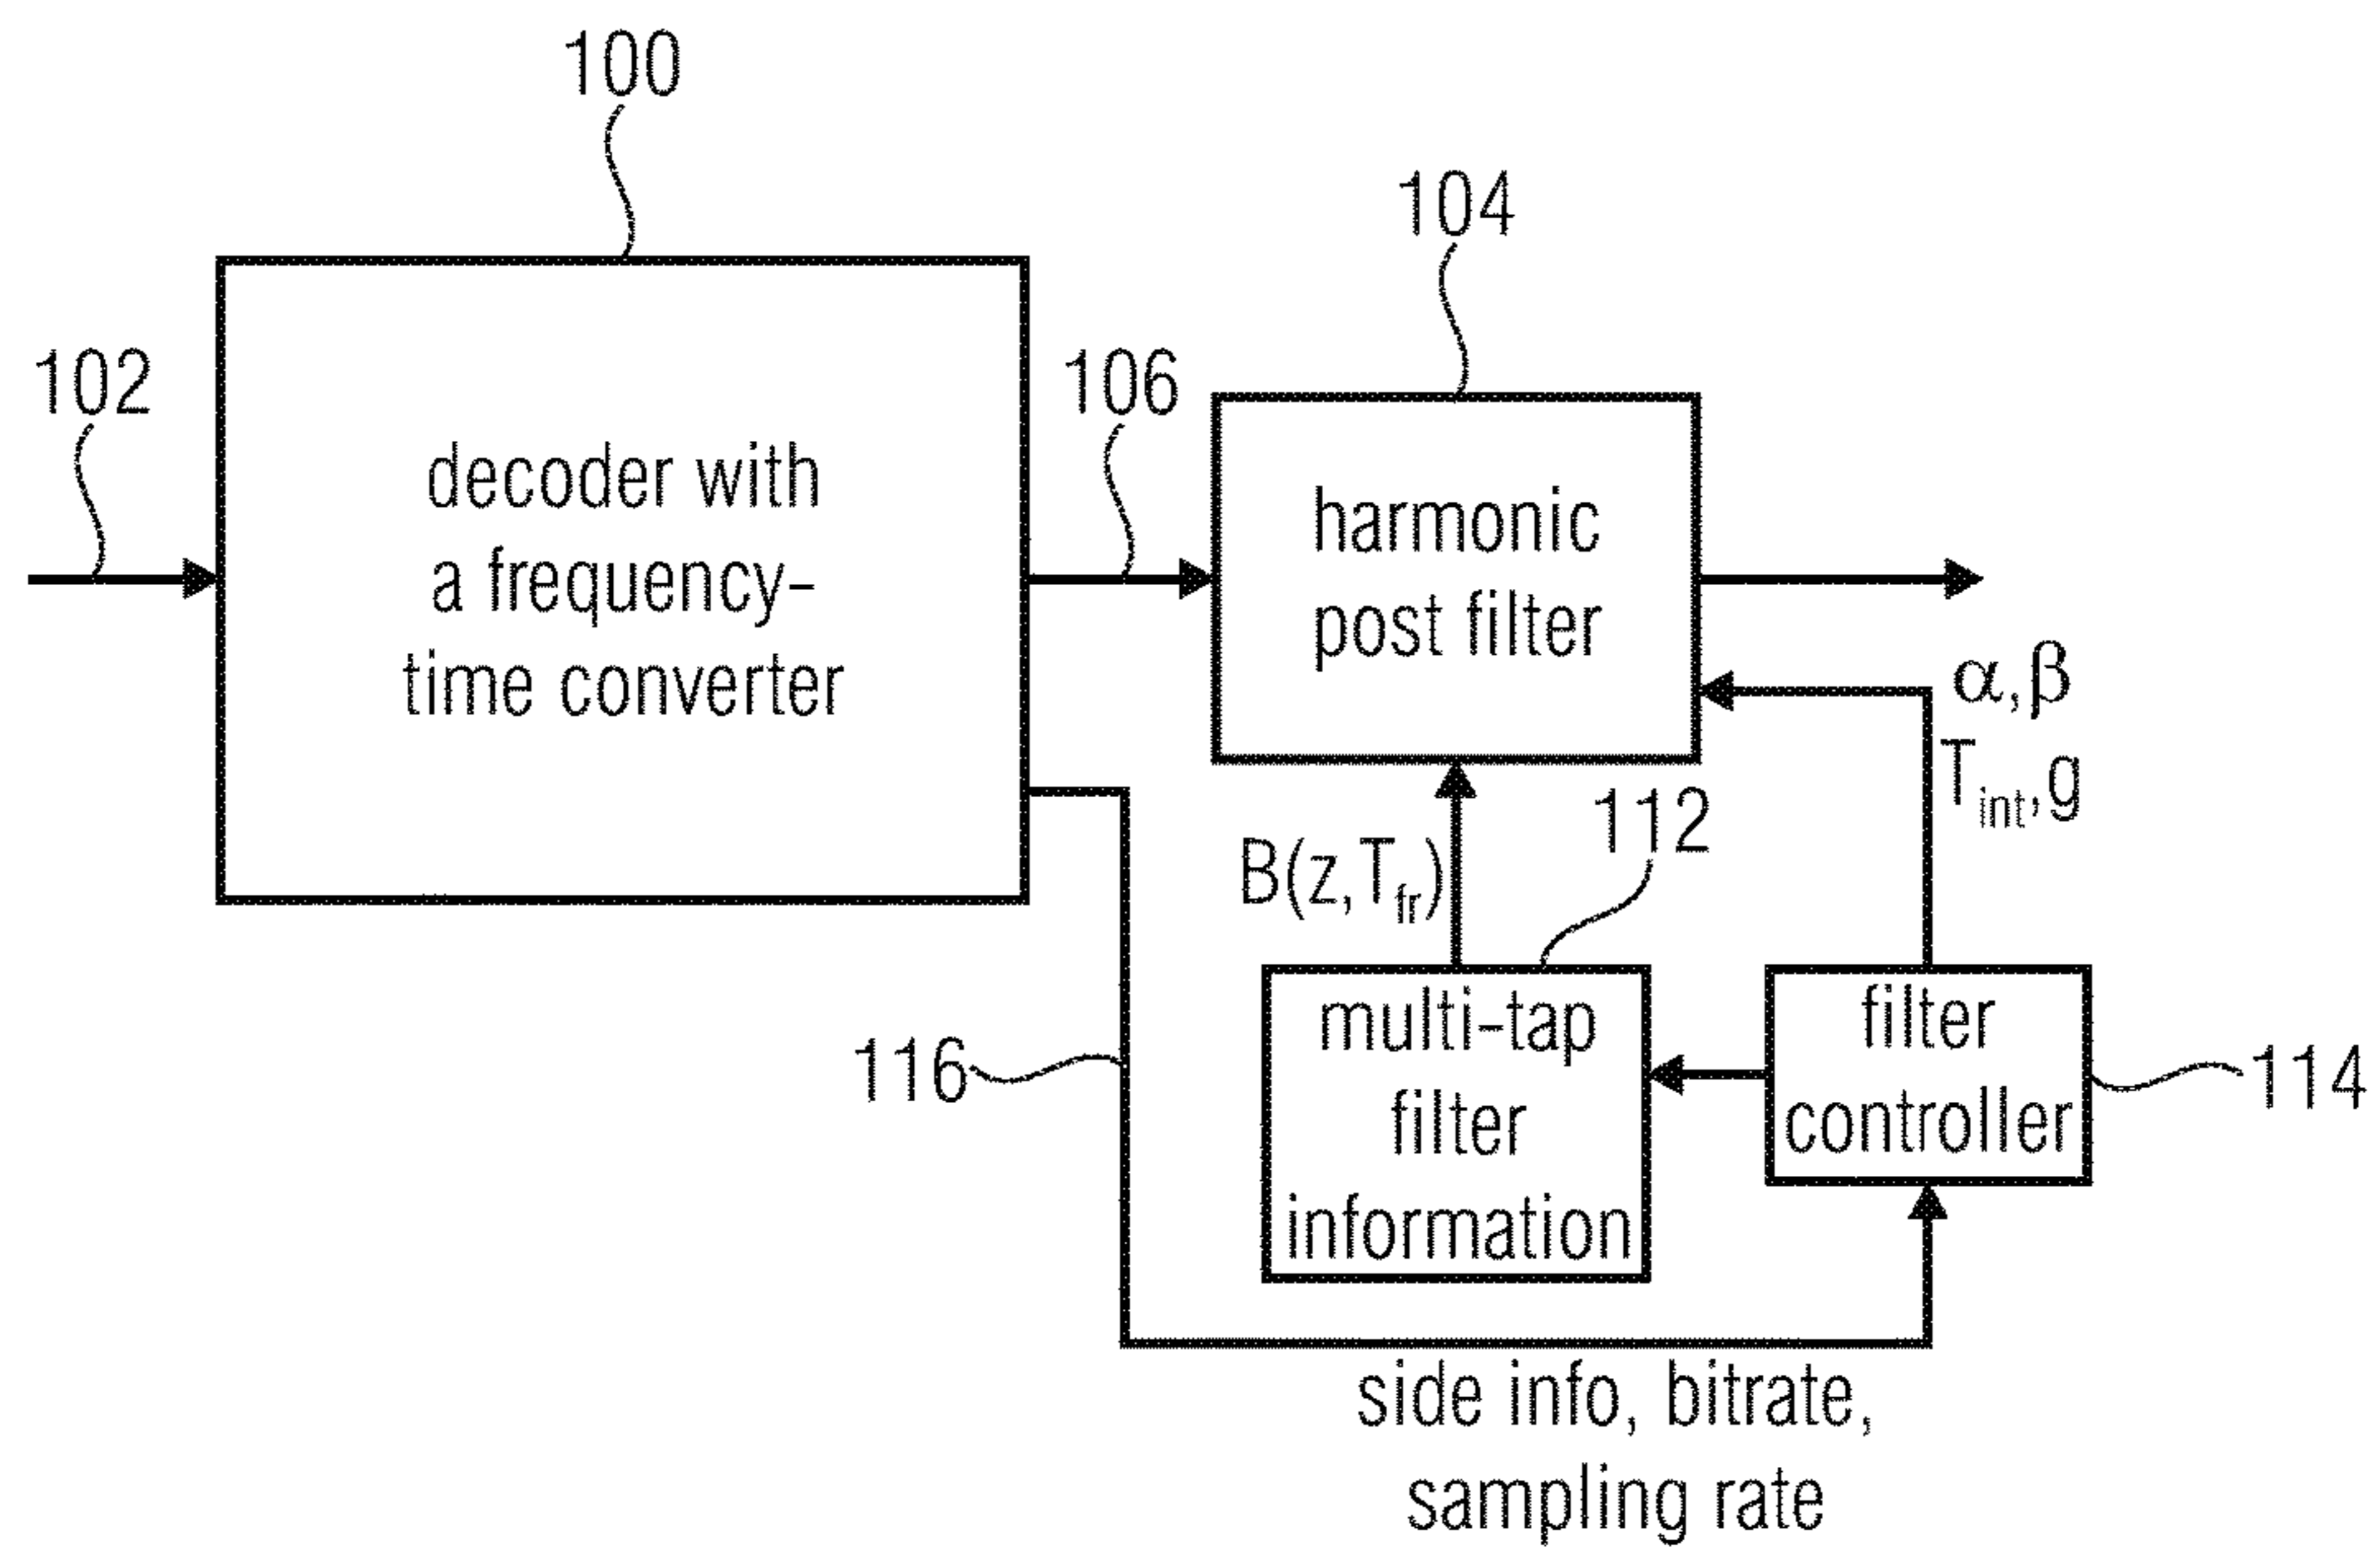 100
104
102
106
decoder with
a frequency-
time converter
harmonic
post filter
α,β
T_int,g
112
B(z,T_fr)
multi-tap
filter
information
filter
controller
114
116
side info, bitrate,
sampling rate